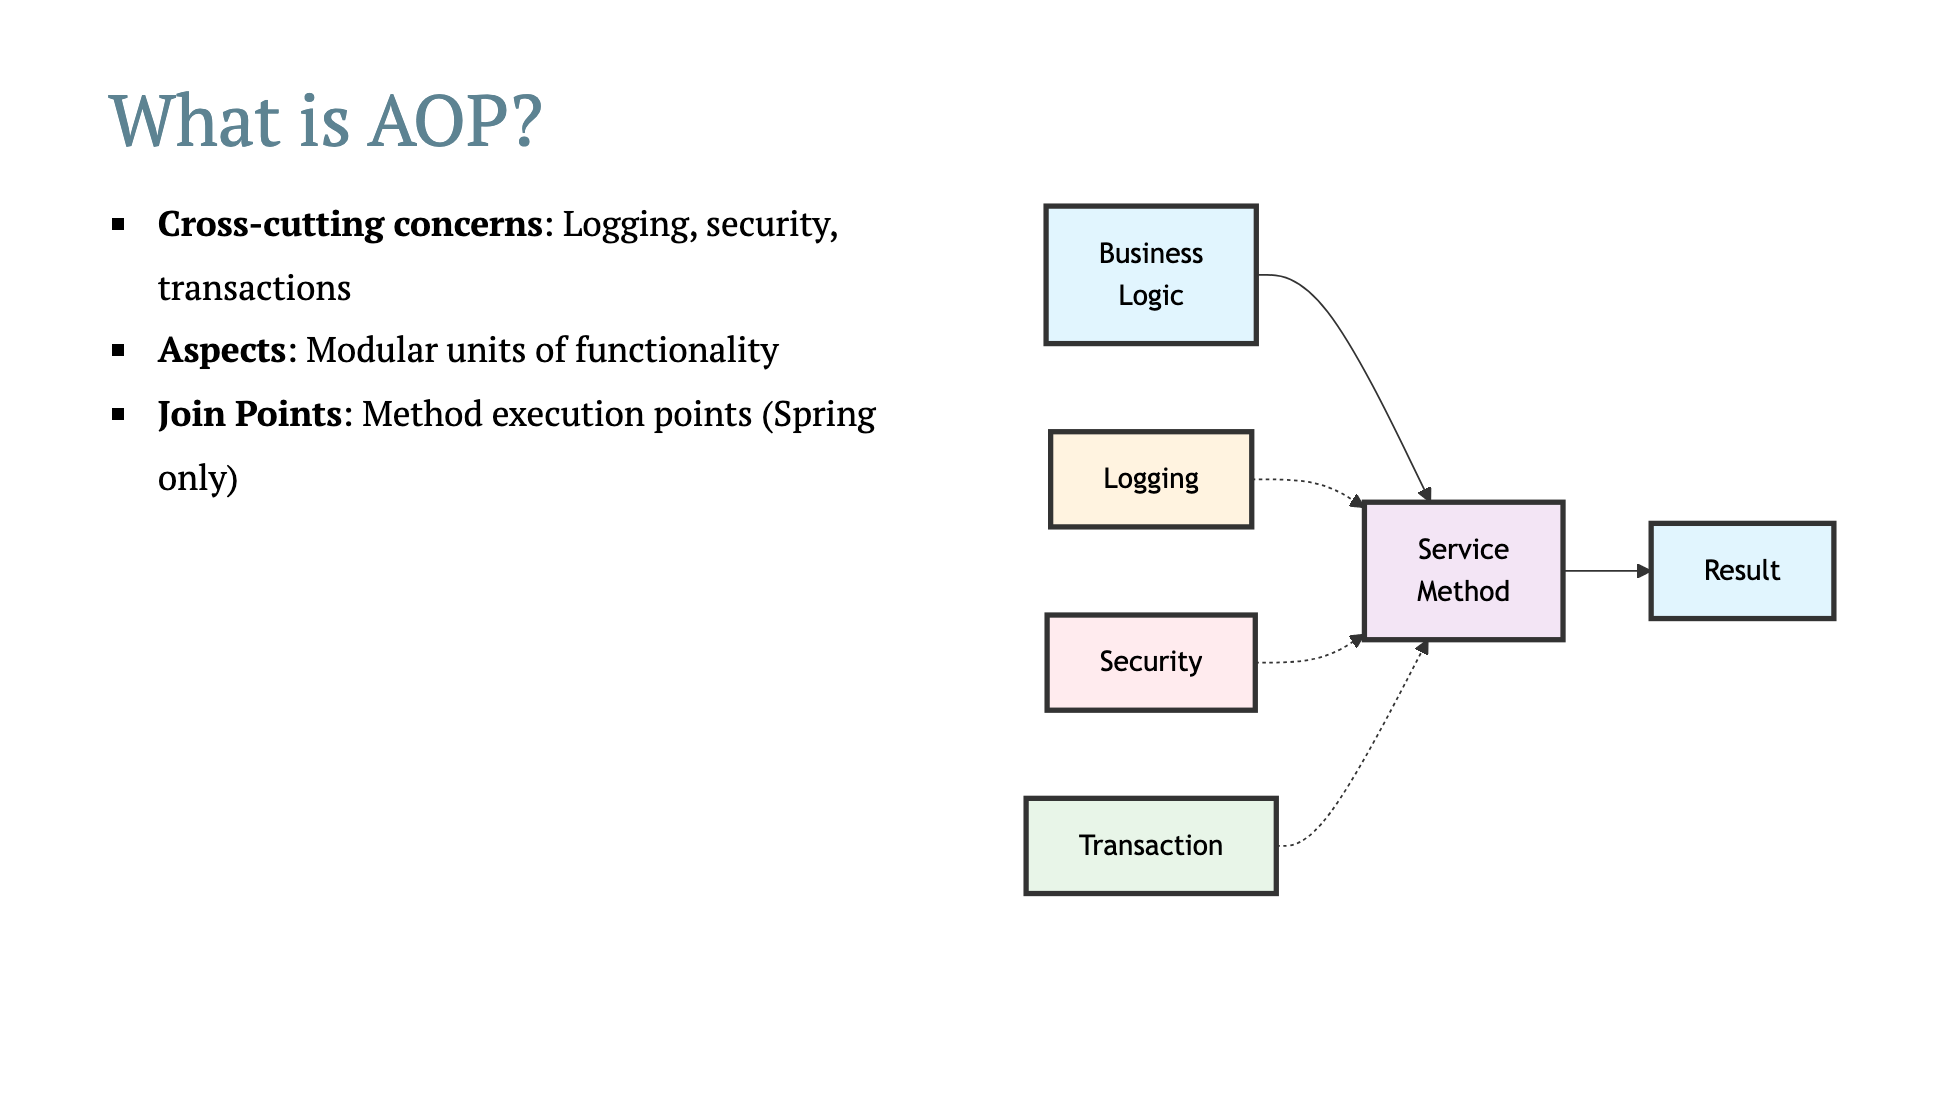 What is AOP?
Cross-cutting concerns: Logging, security,
transactions
Aspects: Modular units of functionality
Join Points: Method execution points (Spring
only)
Business
Logic
Logging
Security
Transaction
Service
Method
Result